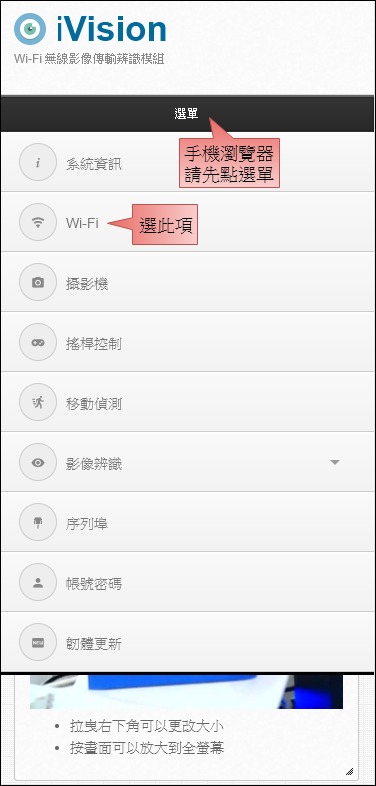 iVision
Wi-Fi 無線影像傳輸辨識模組
選單
手機瀏覽器
請先點選單
系統資訊
Wi-Fi
選此項
攝影機
搖桿控制
移動偵測
影像辨識
序列埠
帳號密碼
韌體更新
拉曳右下角可以更改大小
按畫面可以放大到全螢幕